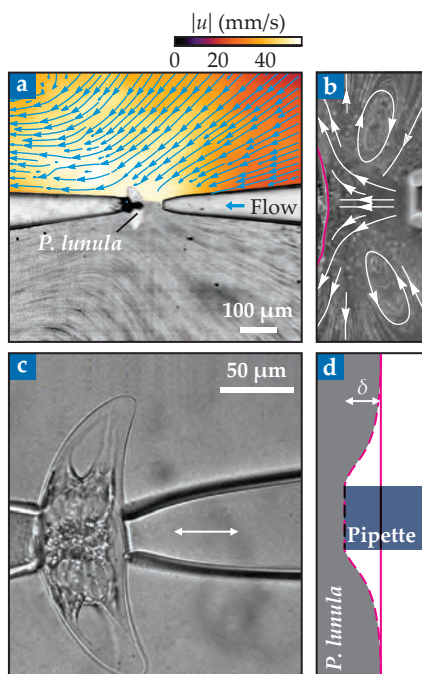 |u| (mm/s)
0 20 40
a
b
P. lunula
Flow
100 μm
c
50 μm
d
δ
Pipette
P. lunula